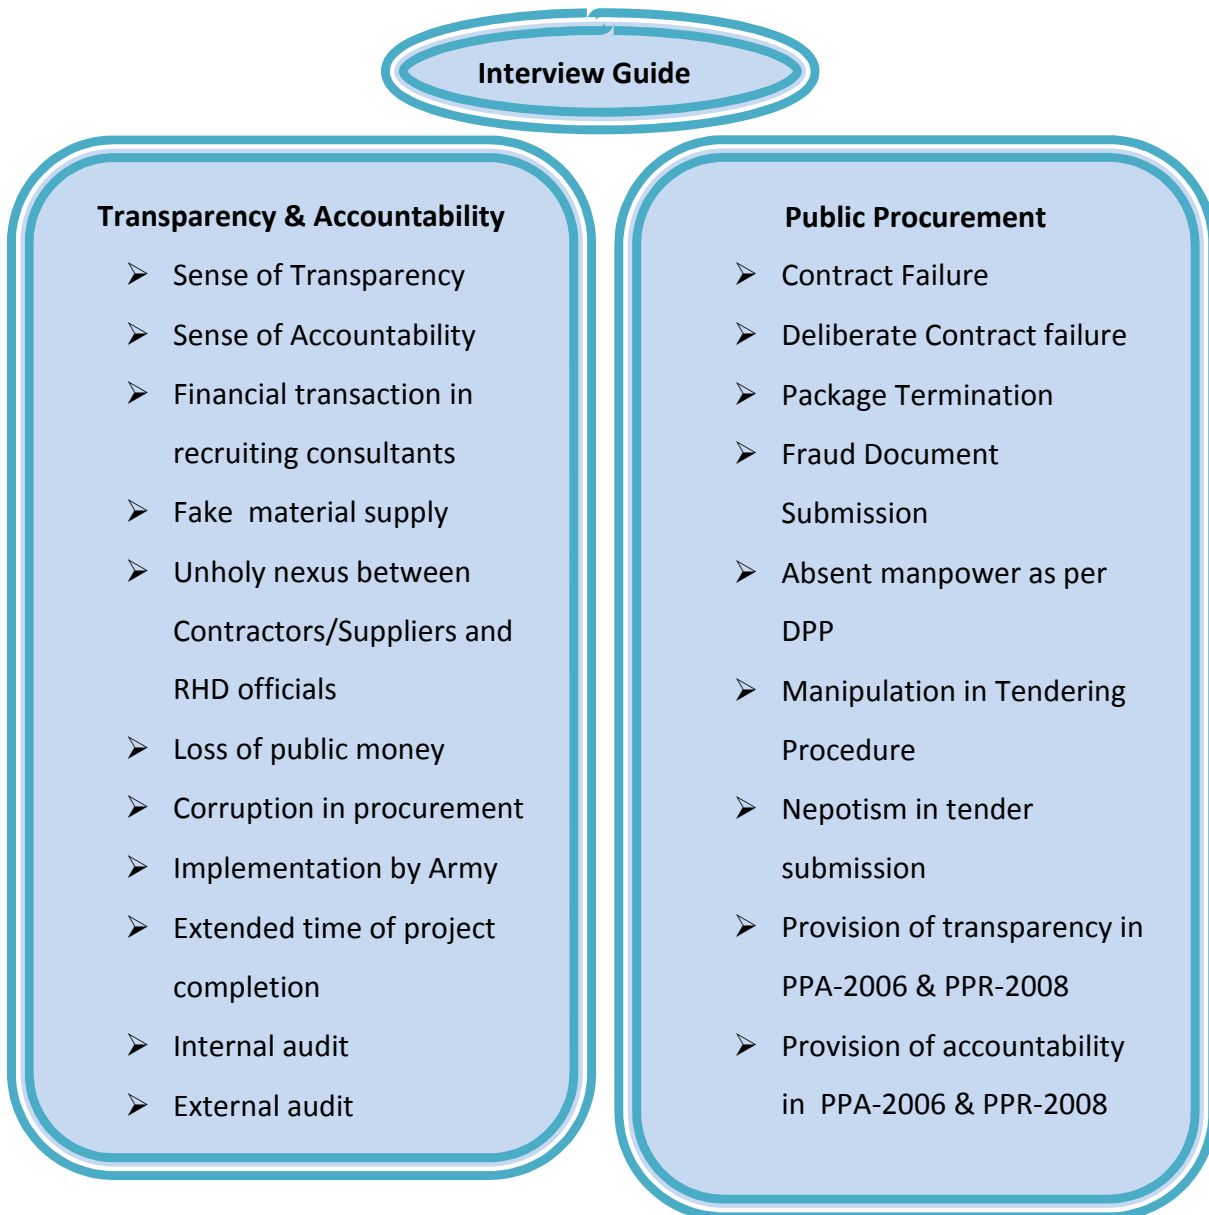 Interview Guide
Transparency & Accountability
➢ Sense of Transparency
➢ Sense of Accountability
➢ Financial transaction in
recruiting consultants
➢ Fake material supply
➢ Unholy nexus between
Contractors/Suppliers and
RHD officials
➢ Loss of public money
➢ Corruption in procurement
➢ Implementation by Army
➢ Extended time of project
completion
➢ Internal audit
➢ External audit
Public Procurement
➢ Contract Failure
➢ Deliberate Contract failure
➢ Package Termination
➢ Fraud Document
Submission
➢ Absent manpower as per
DPP
➢ Manipulation in Tendering
Procedure
➢ Nepotism in tender
submission
➢ Provision of transparency in
PPA-2006 & PPR-2008
➢ Provision of accountability
in PPA-2006 & PPR-2008